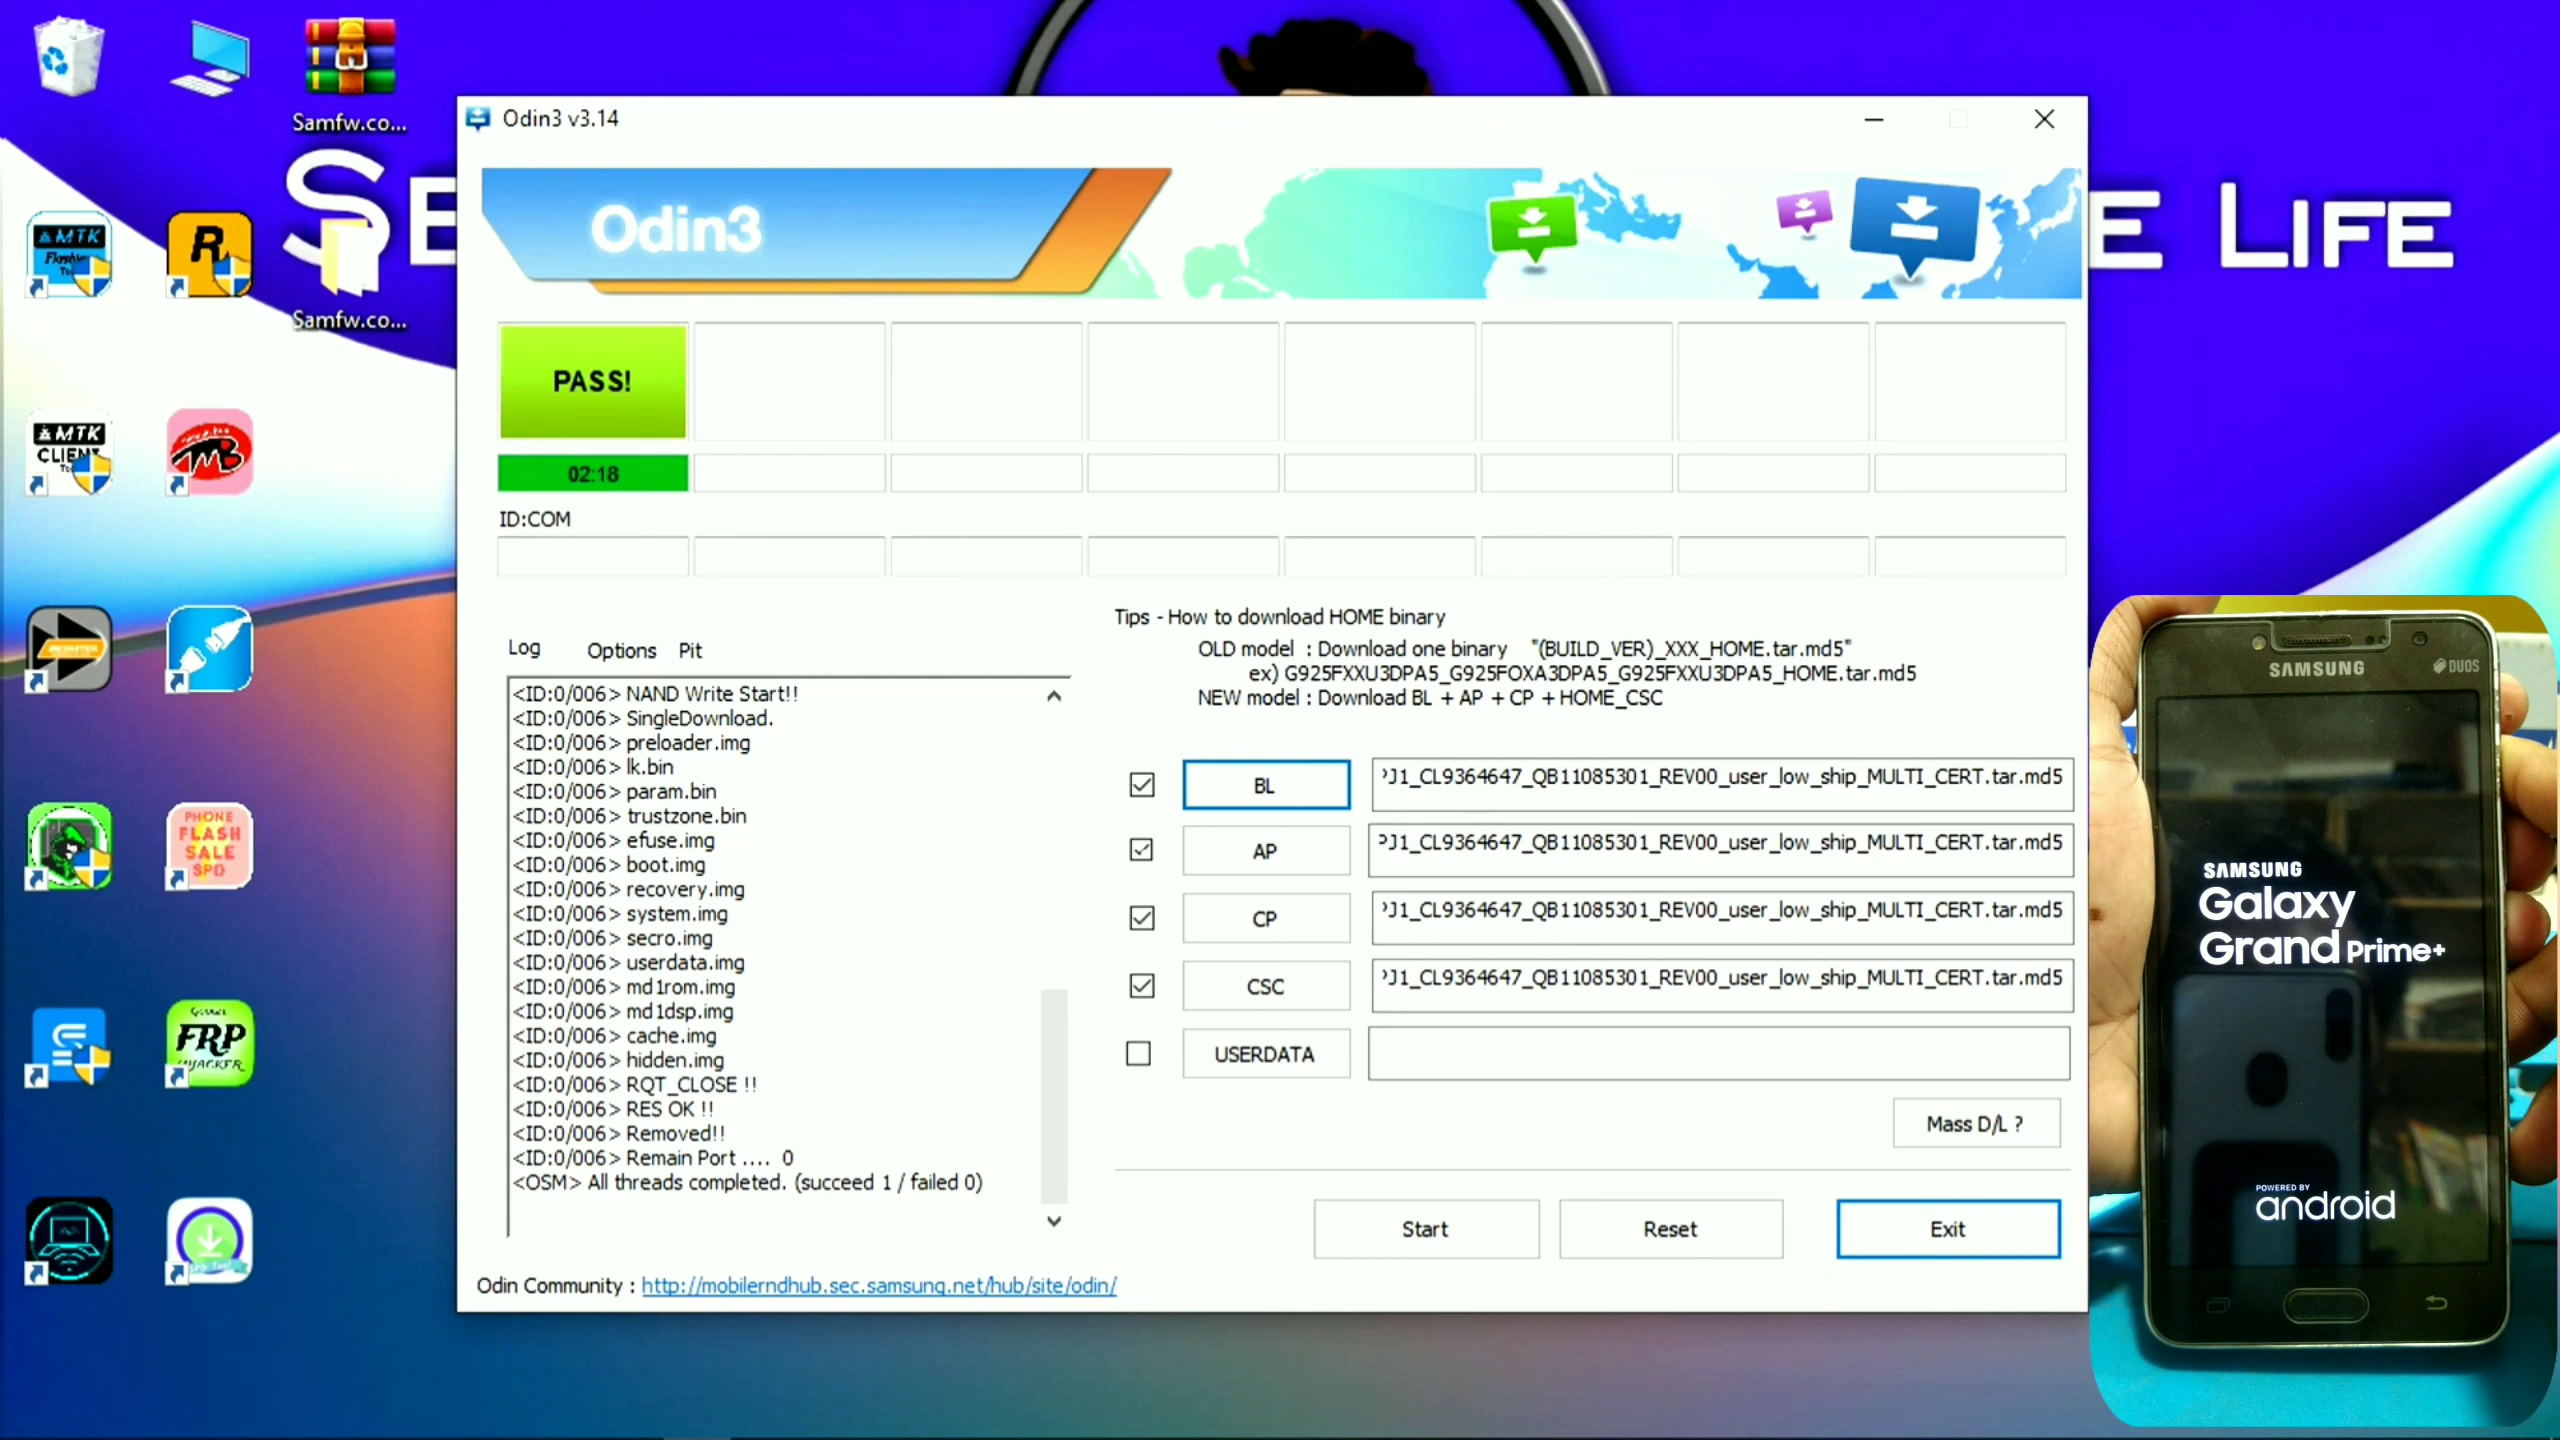 Samfw.co...
Samfw.co...
MTK
MTK
CLIENT
PHONE
FLASH
SALE
SPD
FRP
E LIFE
Odin3 v3.14
Odin3
PASS!
02:18
ID:COM
Log
Options
Pit
<ID:0/006> NAND Write Start!!
<ID:0/006> SingleDownload.
<ID:0/006> preloader.img
<ID:0/006> lk.bin
<ID:0/006> param.bin
<ID:0/006> trustzone.bin
<ID:0/006> efuse.img
<ID:0/006> boot.img
<ID:0/006> recovery.img
<ID:0/006> system.img
<ID:0/006> secro.img
<ID:0/006> userdata.img
<ID:0/006> md1rom.img
<ID:0/006> md1dsp.img
<ID:0/006> cache.img
<ID:0/006> hidden.img
<ID:0/006> RQT_CLOSE !!
<ID:0/006> RES OK !!
<ID:0/006> Removed!!
<ID:0/006> Remain Port .... 0
<OSM> All threads completed. (succeed 1 / failed 0)
Tips - How to download HOME binary
OLD model : Download one binary "(BUILD_VER)_XXX_HOME.tar.md5"
ex) G925FXXU3DPA5_G925FOXA3DPA5_G925FXXU3DPA5_HOME.tar.md5
NEW model : Download BL + AP + CP + HOME_CSC
BL
PJ1_CL9364647_QB11085301_REV00_user_low_ship_MULTI_CERT.tar.md5
AP
PJ1_CL9364647_QB11085301_REV00_user_low_ship_MULTI_CERT.tar.md5
CP
PJ1_CL9364647_QB11085301_REV00_user_low_ship_MULTI_CERT.tar.md5
CSC
PJ1_CL9364647_QB11085301_REV00_user_low_ship_MULTI_CERT.tar.md5
USERDATA
Mass D/L ?
Start
Reset
Exit
Odin Community : http://mobilerndhub.sec.samsung.net/hub/site/odin/
SAMSUNG
DUOS
SAMSUNG
Galaxy
Grand Prime+
POWERED BY
android